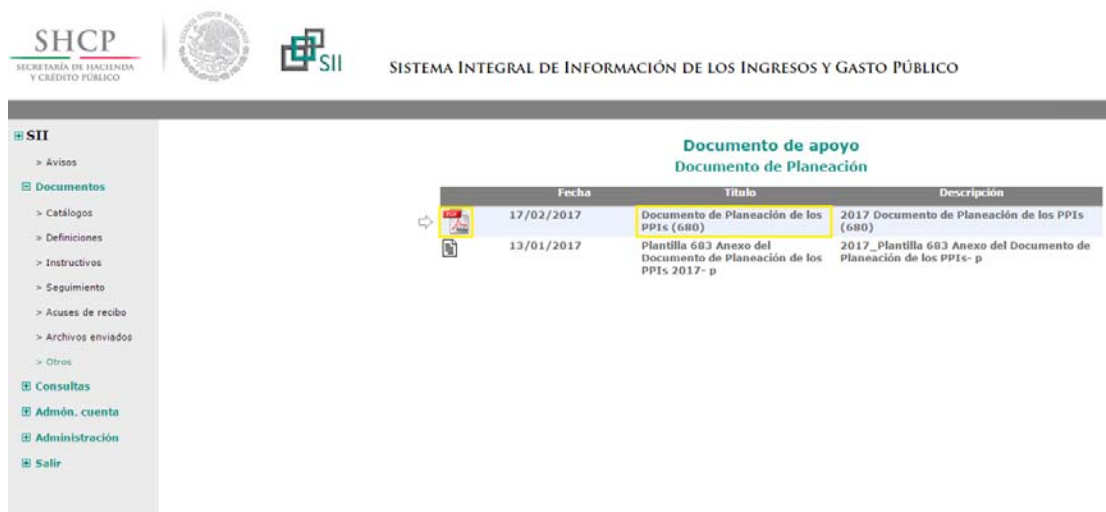 SHCP
SECRETARÍA DE HACIENDA
Y CRÉDITO PÚBLICO
ESTADOS UNIDOS MEXICANOS
SII
SISTEMA INTEGRAL DE INFORMACIÓN DE LOS INGRESOS Y GASTO PÚBLICO
SII
> Avisos
Documentos
> Catálogos
> Definiciones
> Instructivos
> Seguimiento
> Acuses de recibo
> Archivos enviados
> Otros
Consultas
Admón. cuenta
Administración
Salir
Documento de apoyo
Documento de Planeación
Fecha Título Descripción
PDF 17/02/2017 Documento de Planeación de los 2017 Documento de Planeación de los PPIs
PPIs (680) (680)
13/01/2017 Plantilla 683 Anexo del 2017_Plantilla 683 Anexo del Documento de
Documento de Planeación de los Planeación de los PPIs- p
PPIs 2017- p